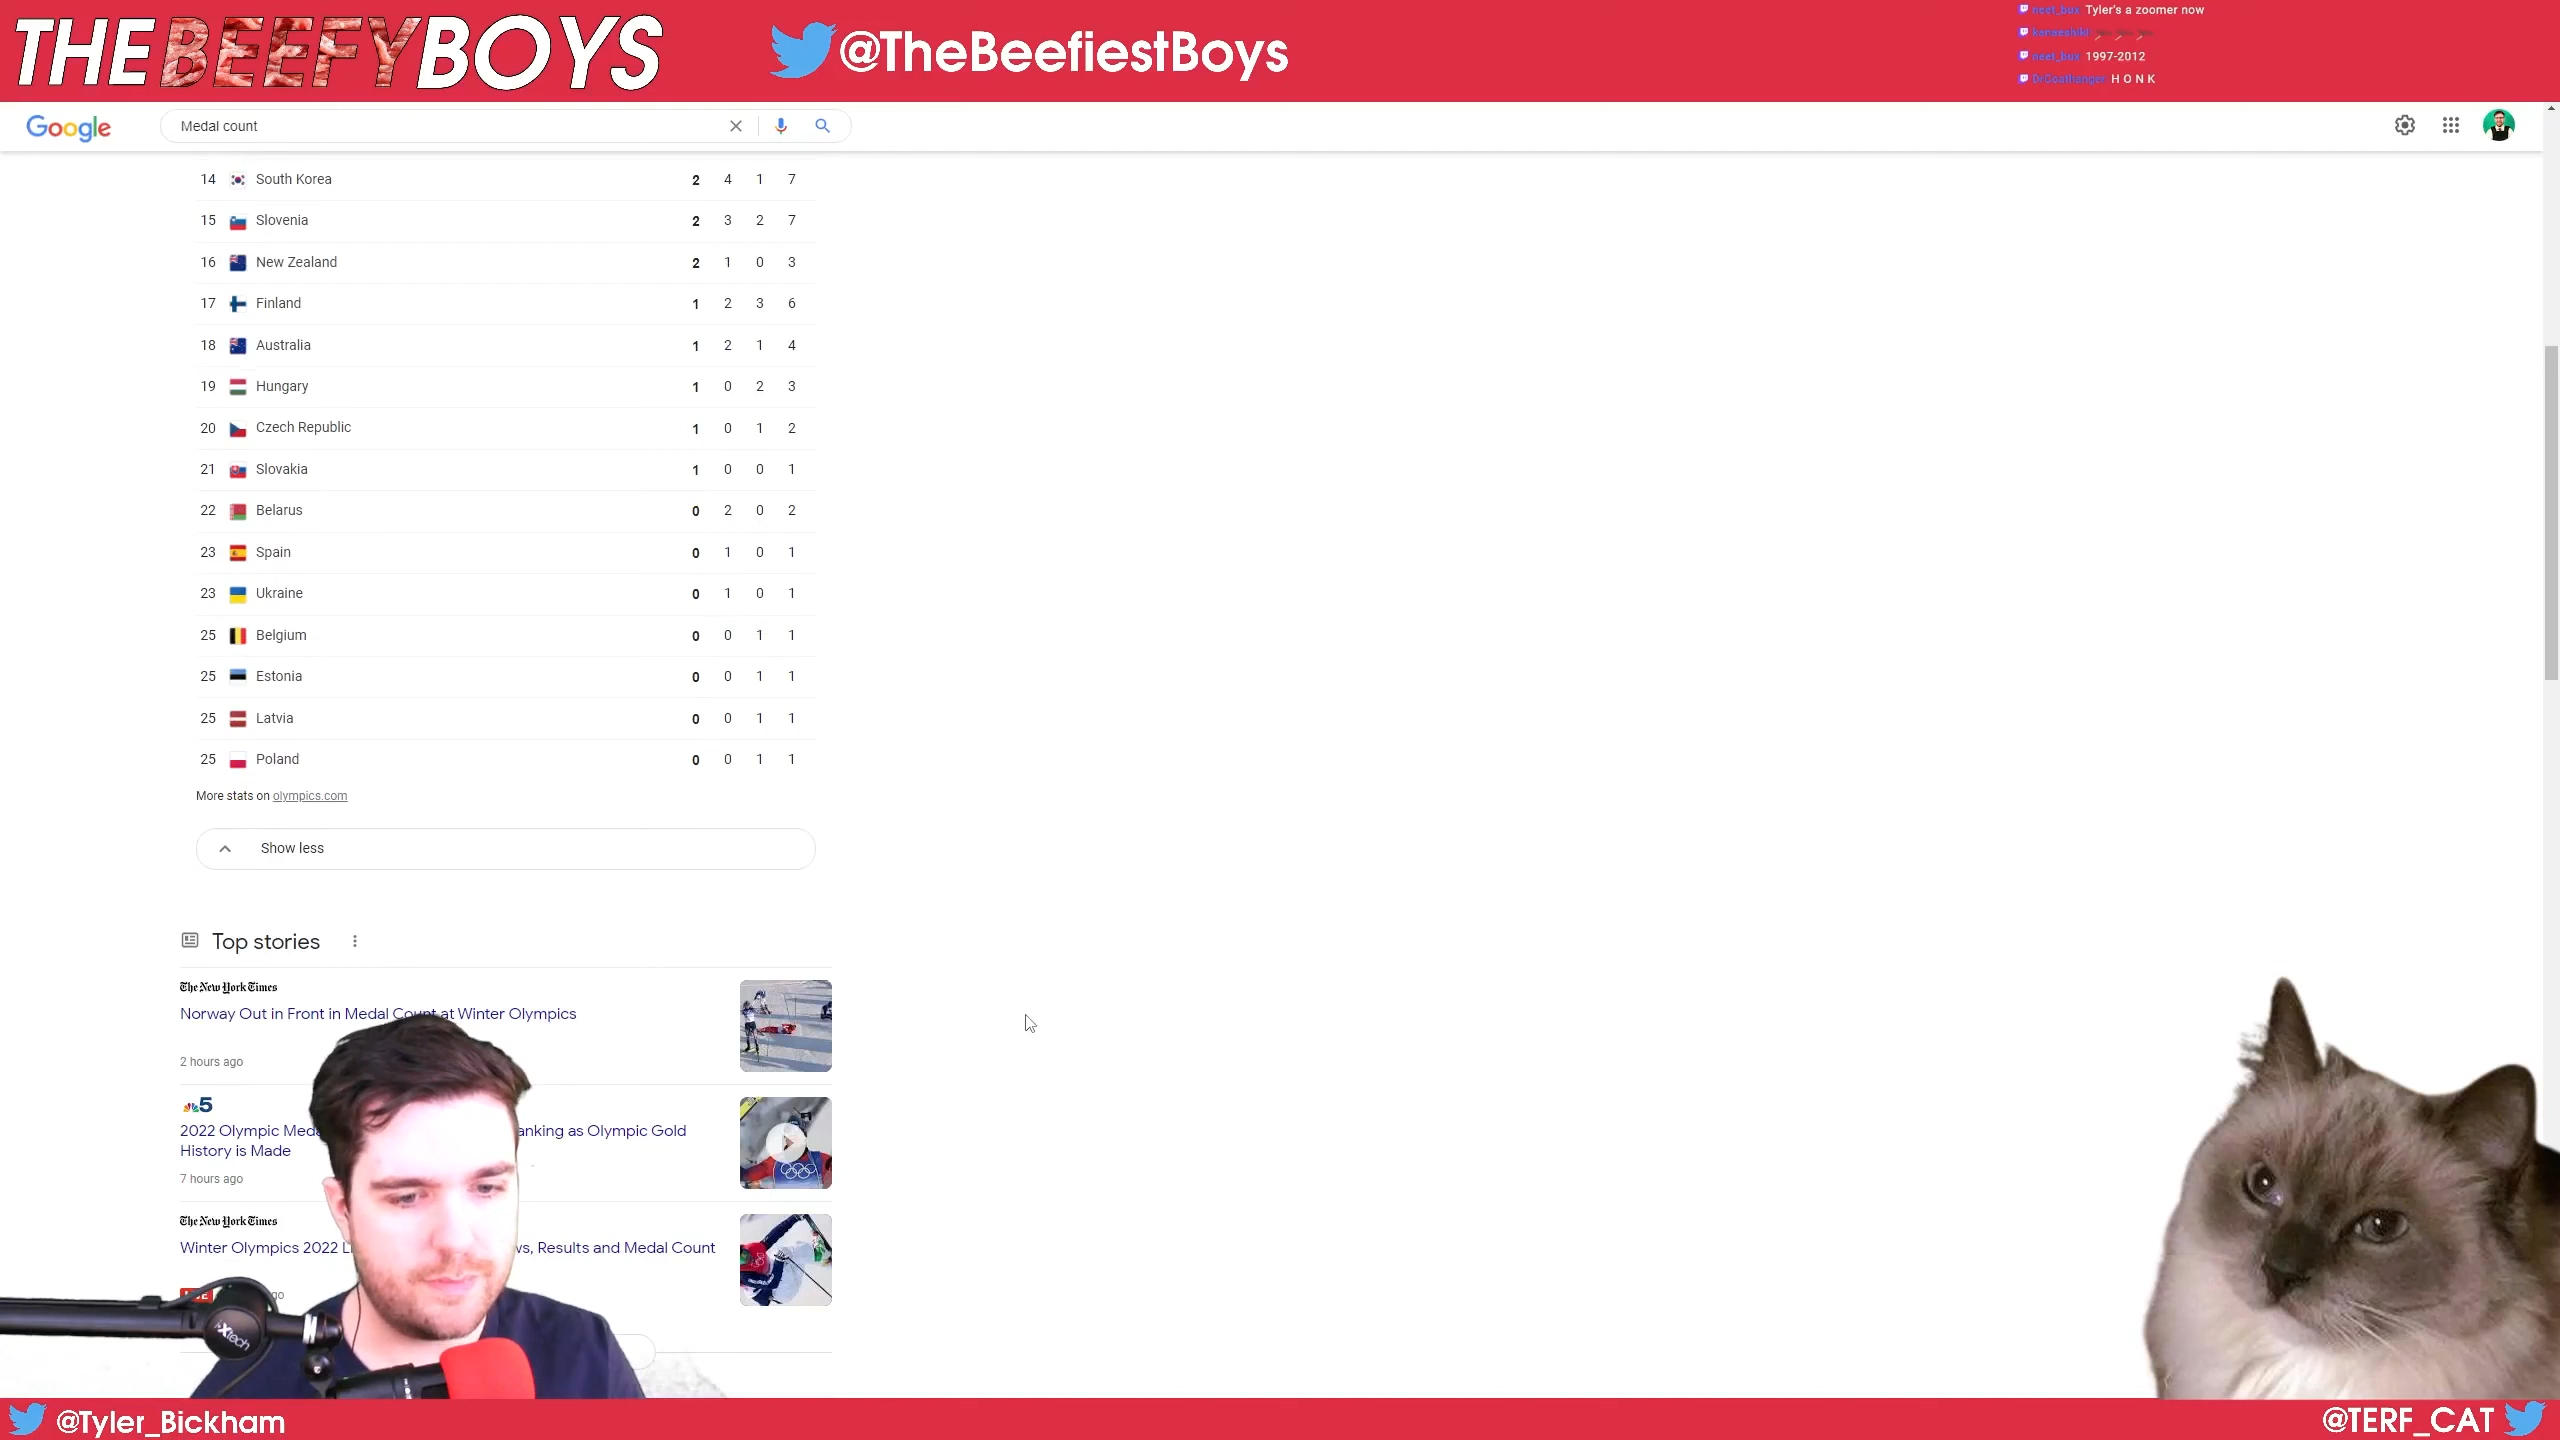 THEBEEFYBOYS
@TheBeefiestBoys
neet_bux Tyler's a zoomer now
neet_bux 1997-2012
H O N K
Google
Medal count
14 South Korea 2 4 1 7
15 Slovenia 2 3 2 7
16 New Zealand 2 1 0 3
17 Finland 1 2 3 6
18 Australia 1 2 1 4
19 Hungary 1 0 2 3
20 Czech Republic 1 0 1 2
21 Slovakia 1 0 0 1
22 Belarus 0 2 0 2
23 Spain 0 1 0 1
23 Ukraine 0 1 0 1
25 Belgium 0 0 1 1
25 Estonia 0 0 1 1
25 Latvia 0 0 1 1
25 Poland 0 0 1 1
More stats on olympics.com
Show less
Top stories
The New York Times
Norway Out in Front in Medal Count at Winter Olympics
2 hours ago
5
2022 Olympic anking as Olympic Gold
History is Made
7 hours ago
The New York Times
Winter Olympics 2022 Results and Medal Count
@Tyler_Bickham
@TERF_CAT